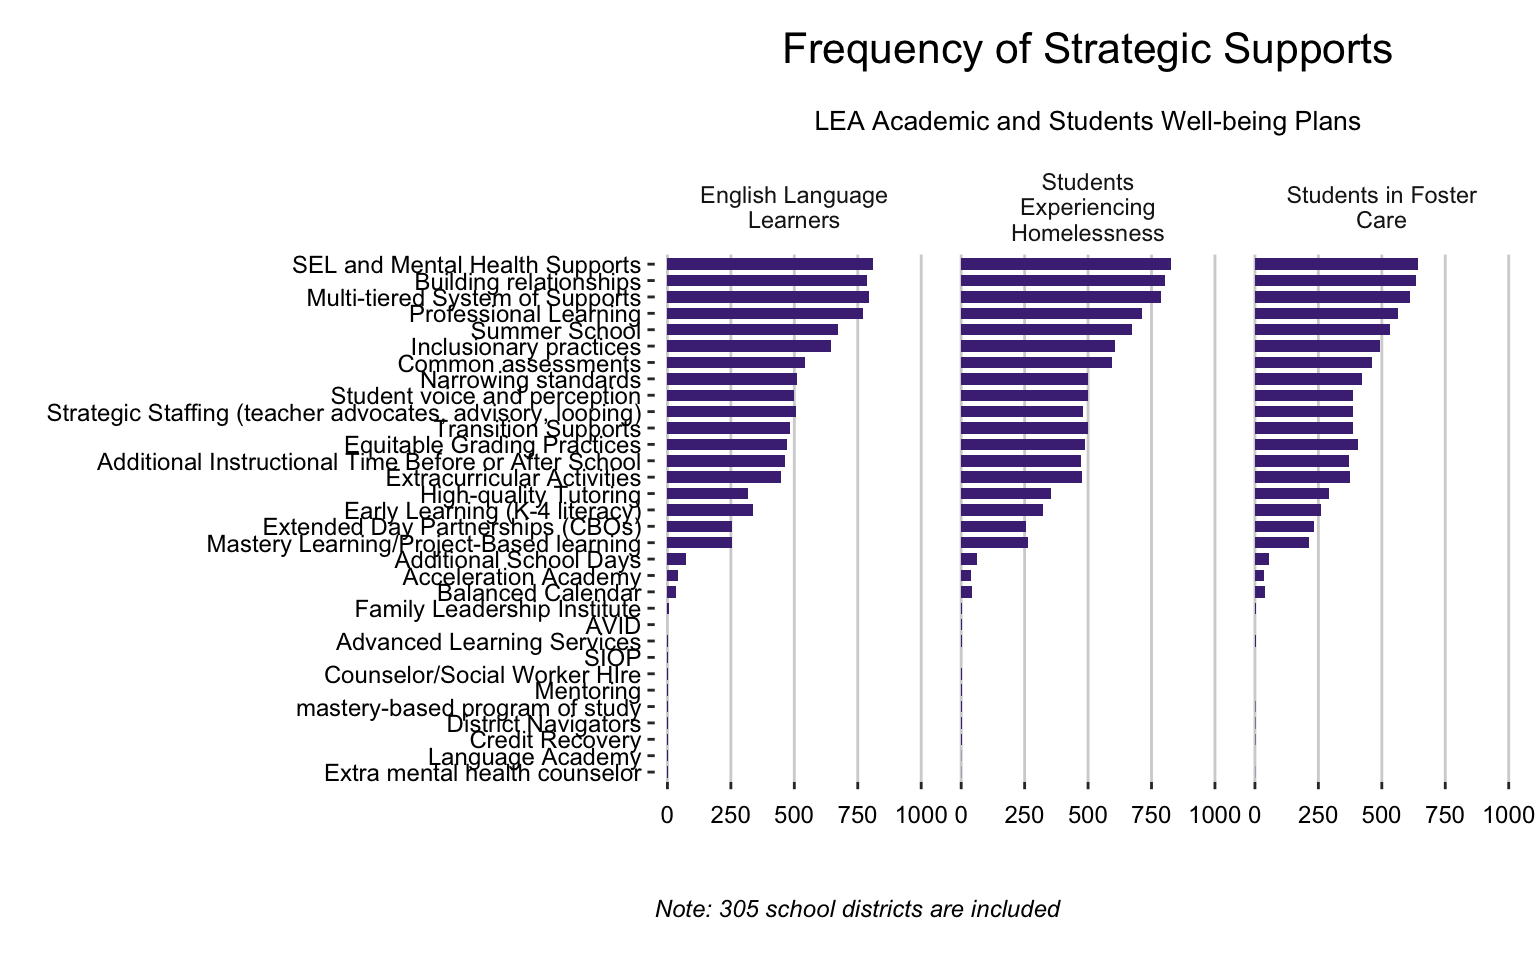 Frequency of Strategic Supports
LEA Academic and Students Well-being Plans
English Language
Learners
Students
Experiencing
Homelessness
Students in Foster
Care
SEL and Mental Health Supports
Building relationships
Multi-tiered System of Supports
Professional Learning
Summer School
Inclusionary practices
Common assessments
Narrowing standards
Student voice and perception
Strategic Staffing (teacher advocates, advisory, looping)
Transition Supports
Equitable Grading Practices
Additional Instructional Time Before or After School
Extracurricular Activities
High-quality Tutoring
Early Learning (K-4 literacy)
Extended Day Partnerships (CBOs)
Mastery Learning/Project-Based learning
Additional School Days
Acceleration Academy
Balanced Calendar
Family Leadership Institute
AVID
Advanced Learning Services
SIOP
Counselor/Social Worker HIre
Mentoring
mastery-based program of study
District Navigators
Credit Recovery
Language Academy
Extra mental health counselor
0 250 500 750 1000 0 250 500 750 1000 0 250 500 750 1000
Note: 305 school districts are included